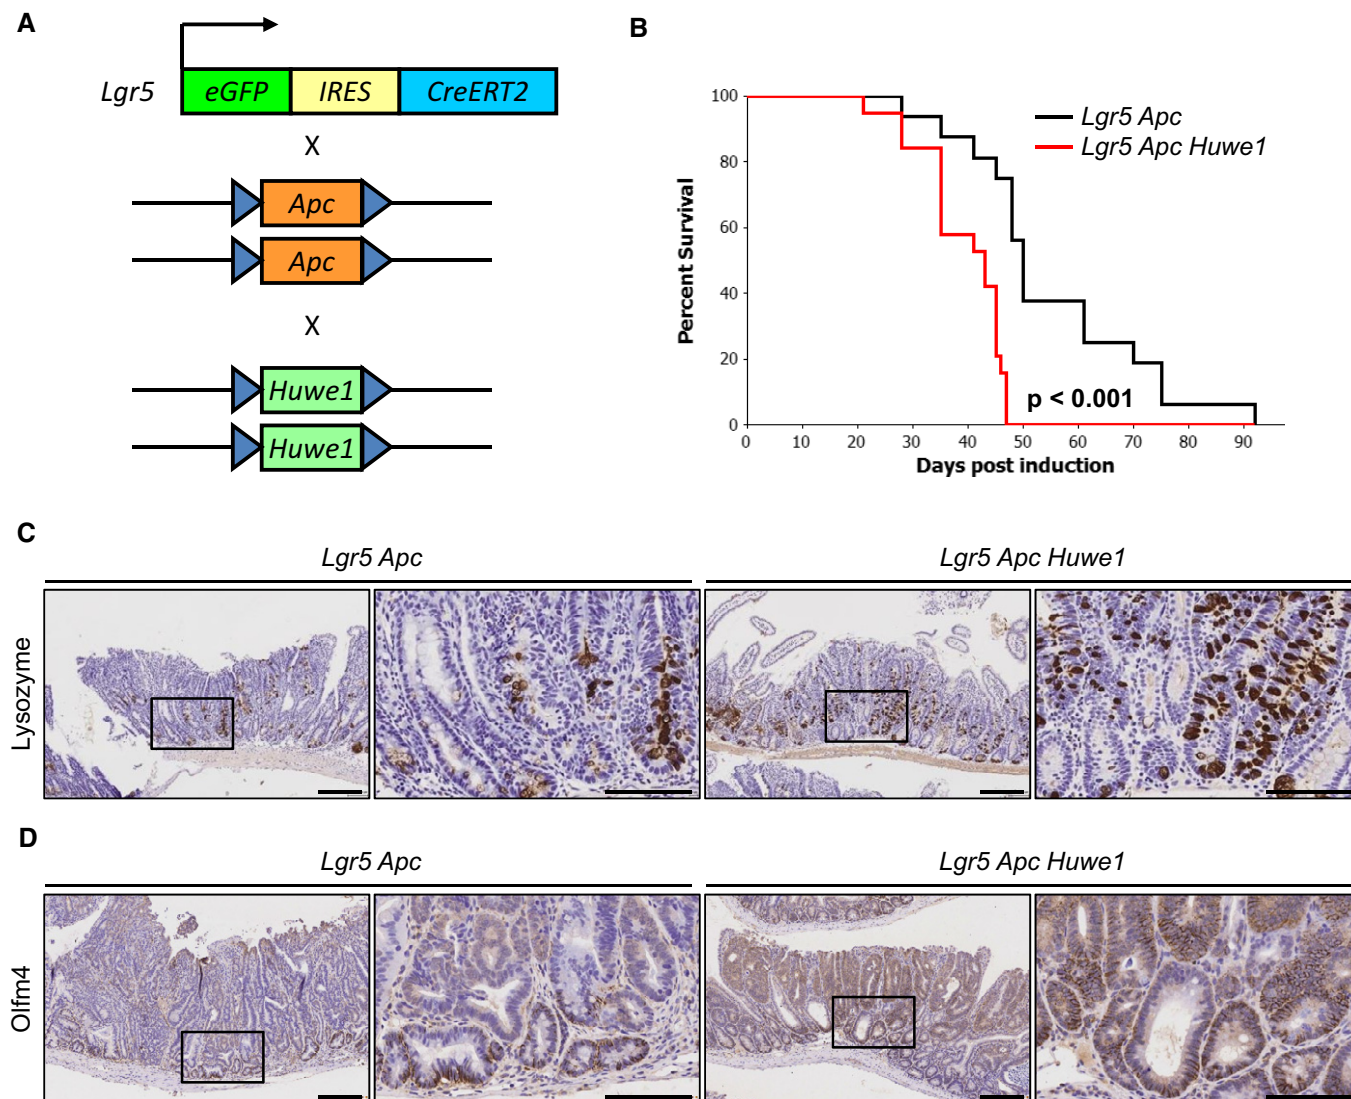 A
Lgr5
eGFP IRES CreERT2
X
Apc
Apc
X
Huwe1
Huwe1
B
Percent Survival
100
80
60
40
20
0
0 10 20 30 40 50 60 70 80 90
Days post induction
Lgr5 Apc
Lgr5 Apc Huwe1
p < 0.001
C
Lgr5 Apc Lgr5 Apc Huwe1
Lysozyme
D
Lgr5 Apc Lgr5 Apc Huwe1
Olfm4